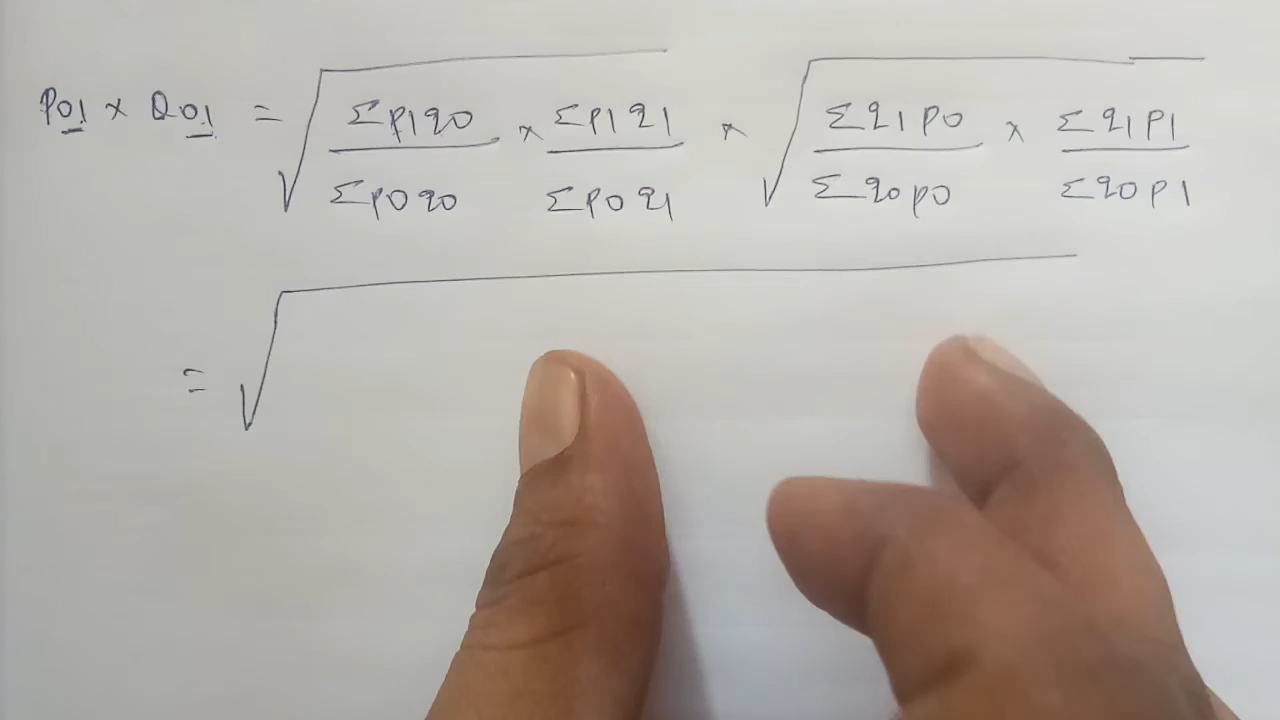 P01 × Q01 = √ Σp1q0 / Σp0q0 × Σp1q1 / Σp0q1 × √ Σq1p0 / Σq0p0 × Σq1p1 / Σq0p1
= √